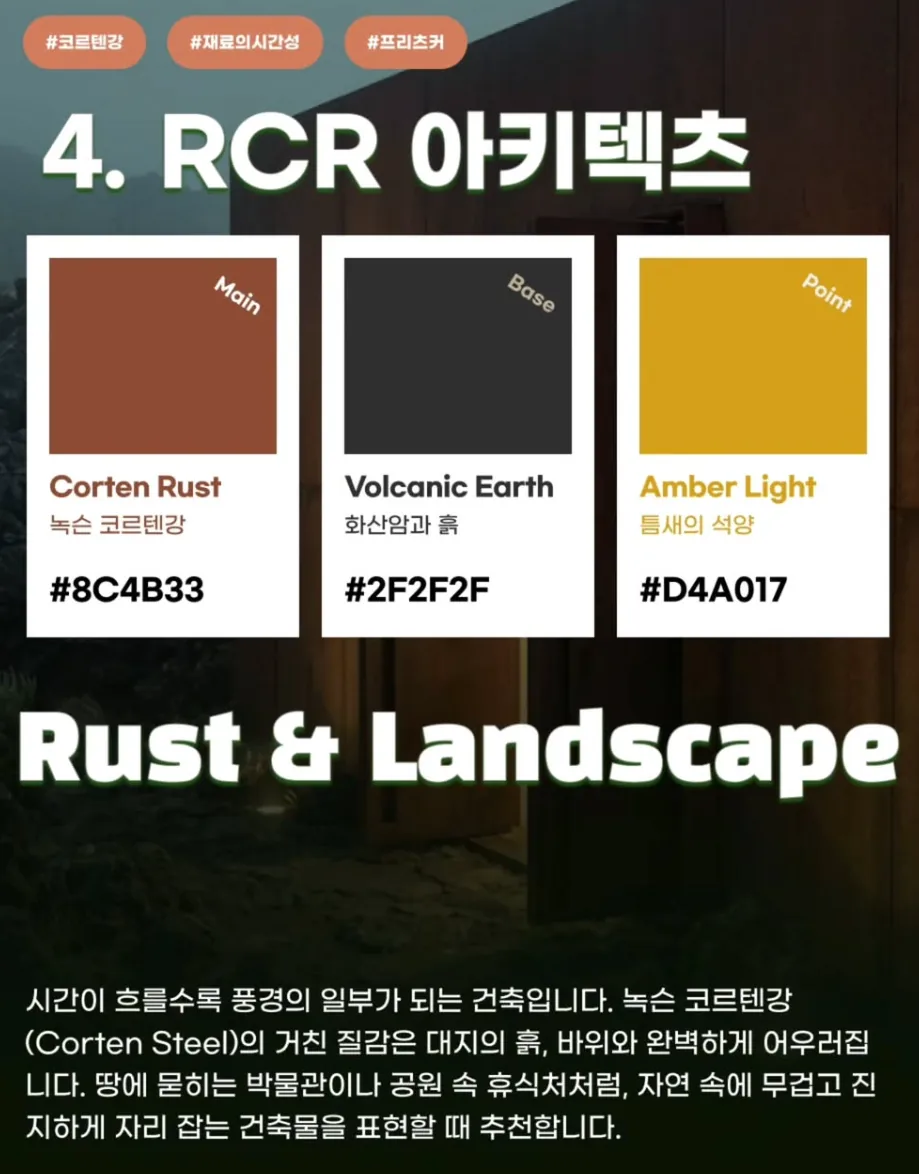 #코르텐강 #재료의시간성 #프리츠커
4. RCR 아키텍츠
Main
Corten Rust
녹슨 코르텐강
#8C4B33
Base
Volcanic Earth
화산암과 흙
#2F2F2F
Point
Amber Light
틈새의 석양
#D4A017
Rust & Landscape
시간이 흐를수록 풍경의 일부가 되는 건축입니다. 녹슨 코르텐강
(Corten Steel)의 거친 질감은 대지의 흙, 바위와 완벽하게 어우러집
니다. 땅에 묻히는 박물관이나 공원 속 휴식처처럼, 자연 속에 무겁고 진
지하게 자리 잡는 건축물을 표현할 때 추천합니다.